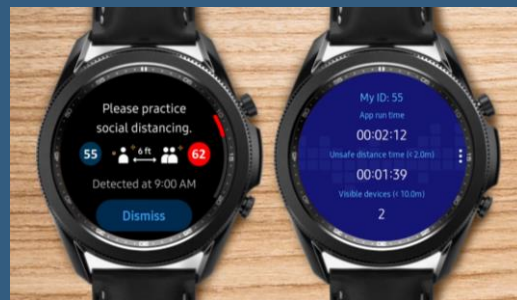 Please practice
social distancing.
55
6 ft
62
Detected at 9:00 AM
Dismiss
My ID: 55
App run time
00:02:12
Unsafe distance time (< 2.0m)
00:01:39
Visible devices (< 10.0m)
2